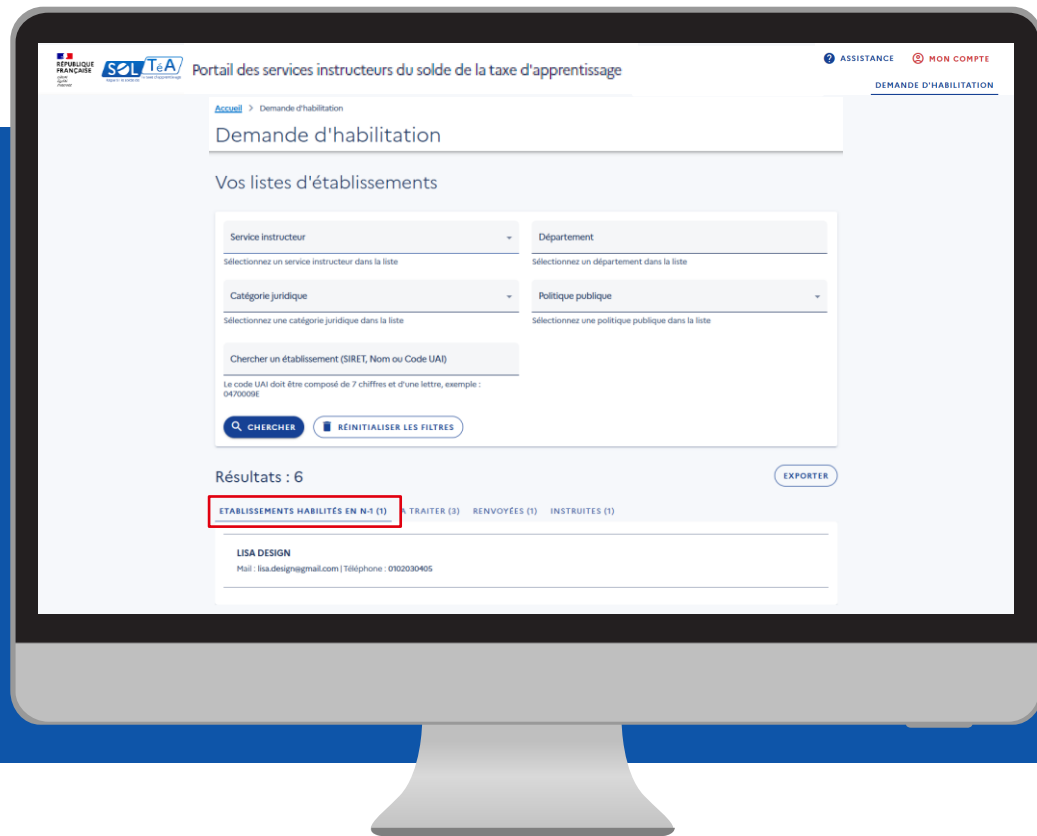 RÉPUBLIQUE
FRANÇAISE
SOLTéA
Portail des services instructeurs du solde de la taxe d'apprentissage
ASSISTANCE
MON COMPTE
DEMANDE D'HABILITATION
Accueil > Demande d'habilitation
Demande d'habilitation
Vos listes d'établissements
Service instructeur
Département
Sélectionnez un service instructeur dans la liste
Sélectionnez un département dans la liste
Catégorie juridique
Politique publique
Sélectionnez une catégorie juridique dans la liste
Sélectionnez une politique publique dans la liste
Chercher un établissement (SIRET, Nom ou Code UAI)
Le code UAI doit être composé de 7 chiffres et d'une lettre, exemple :
0470009E
CHERCHER
RÉINITIALISER LES FILTRES
Résultats : 6
EXPORTER
ETABLISSEMENTS HABILITÉS EN N-1 (1)
A TRAITER (3)
RENVOYÉES (1)
INSTRUITES (1)
LISA DESIGN
Mail : lisa.design@gmail.com | Téléphone : 0102030405